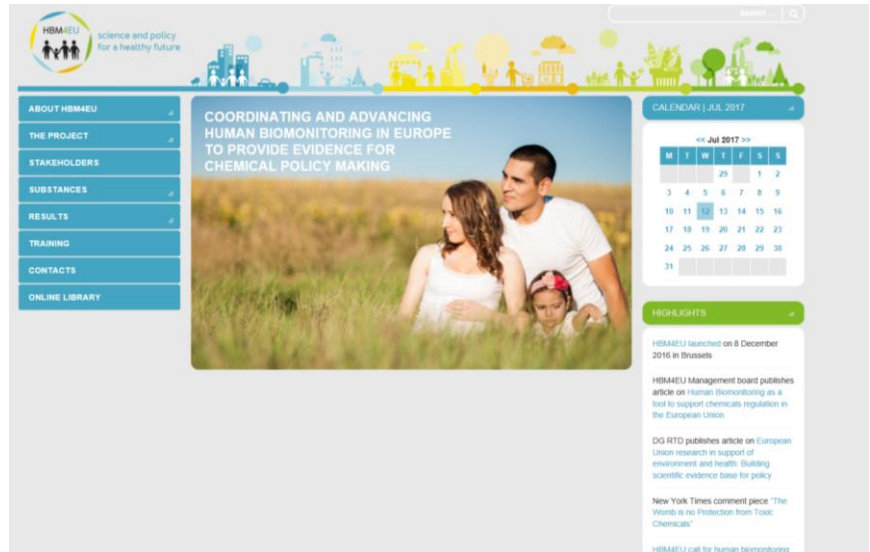 HBM4EU
science and policy
for a healthy future
Search ...
ABOUT HBM4EU
THE PROJECT
STAKEHOLDERS
SUBSTANCES
RESULTS
TRAINING
CONTACTS
ONLINE LIBRARY
COORDINATING AND ADVANCING
HUMAN BIOMONITORING IN EUROPE
TO PROVIDE EVIDENCE FOR
CHEMICAL POLICY MAKING
CALENDAR | JUL 2017
<< Jul 2017 >>
M T W T F S S
29 1 2
3 4 5 6 7 8 9
10 11 12 13 14 15 16
17 18 19 20 21 22 23
24 25 26 27 28 29 30
31
HIGHLIGHTS
HBM4EU launched on 8 December
2016 in Brussels
HBM4EU Management board publishes
article on Human Biomonitoring as a
tool to support chemicals regulation in
the European Union
DG RTD publishes article on European
Union research in support of
environment and health: Building
scientific evidence base for policy
New York Times comment piece "The
Womb is no Protection from Toxic
Chemicals"
HBM4EU call for human biomonitoring